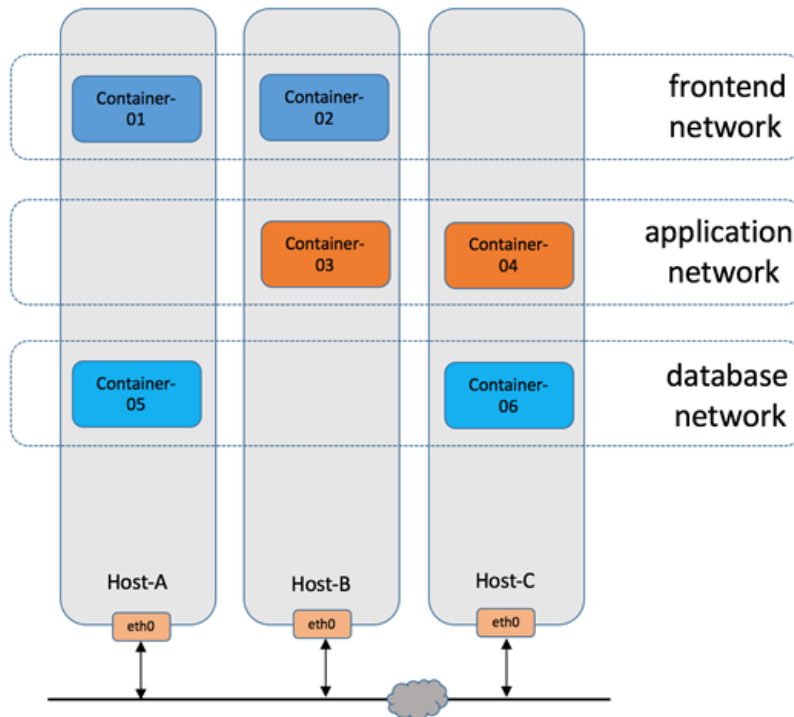 Container-
01
Container-
02
frontend
network
Container-
03
Container-
04
application
network
Container-
05
Container-
06
database
network
Host-A
Host-B
Host-C
eth0
eth0
eth0